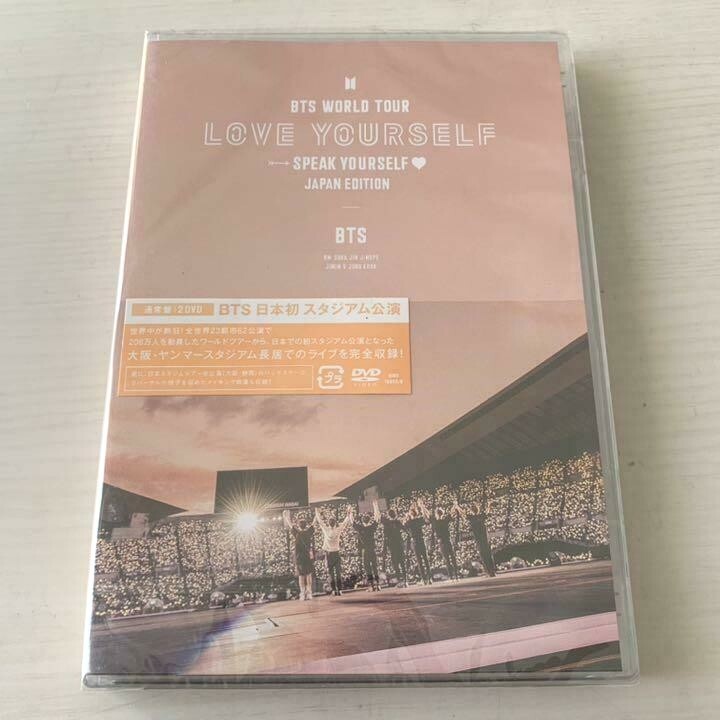 BTS WORLD TOUR
LOVE YOURSELF
SPEAK YOURSELF
JAPAN EDITION
BTS
RM SUGA JIN J-HOPE
JIMIN V JUNG KOOK
通常盤 2DVD BTS 日本初 スタジアム公演
世界中が熱狂!全世界23都市62公演で
206万人を動員したワールドツアーから、日本での初スタジアム公演となった
大阪・ヤンマースタジアム長居でのライブを完全収録!
プラ
DVD
VIDEO